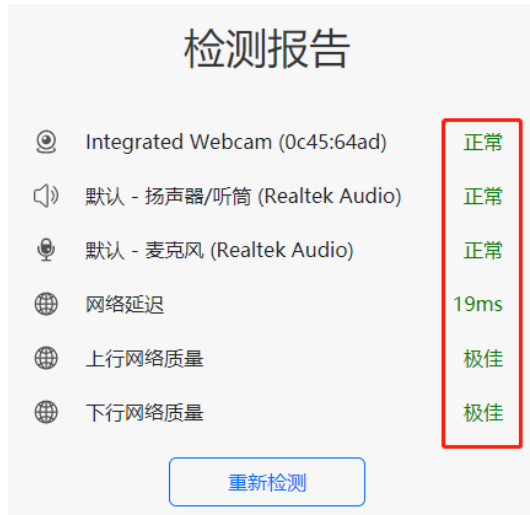 检测报告
Integrated Webcam (0c45:64ad) 正常
默认 - 扬声器/听筒 (Realtek Audio) 正常
默认 - 麦克风 (Realtek Audio) 正常
网络延迟 19ms
上行网络质量 极佳
下行网络质量 极佳
重新检测